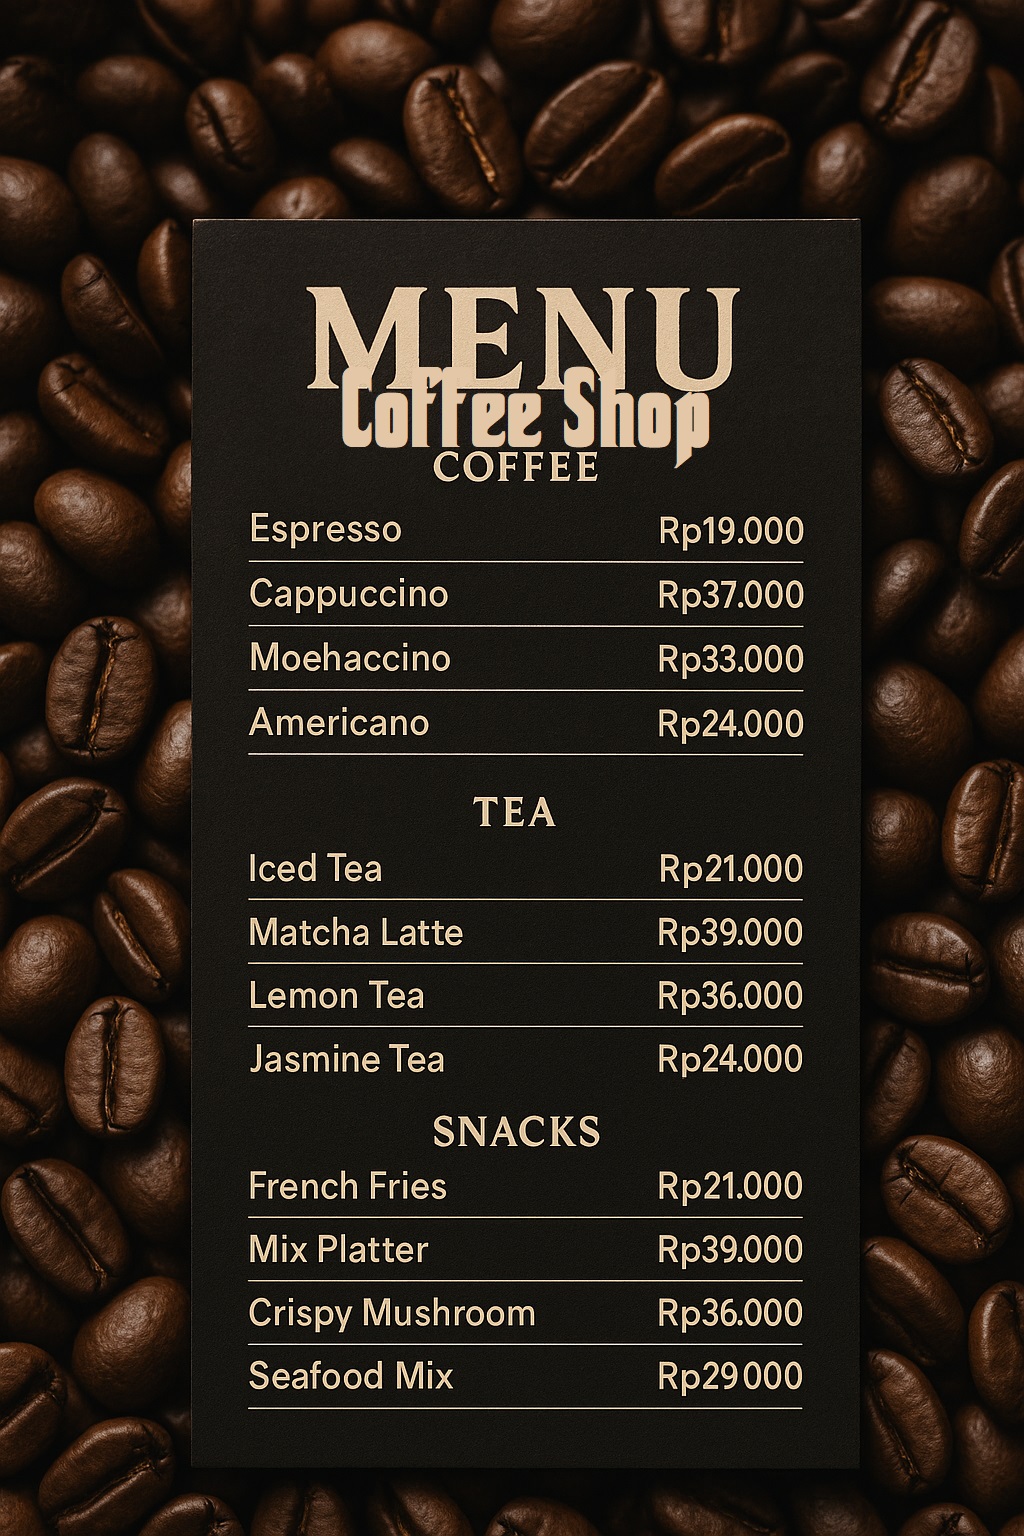 MENU
Coffee Shop
COFFEE
Espresso Rp19.000
Cappuccino Rp37.000
Moehaccino Rp33.000
Americano Rp24.000
TEA
Iced Tea Rp21.000
Matcha Latte Rp39.000
Lemon Tea Rp36.000
Jasmine Tea Rp24.000
SNACKS
French Fries Rp21.000
Mix Platter Rp39.000
Crispy Mushroom Rp36.000
Seafood Mix Rp29 000